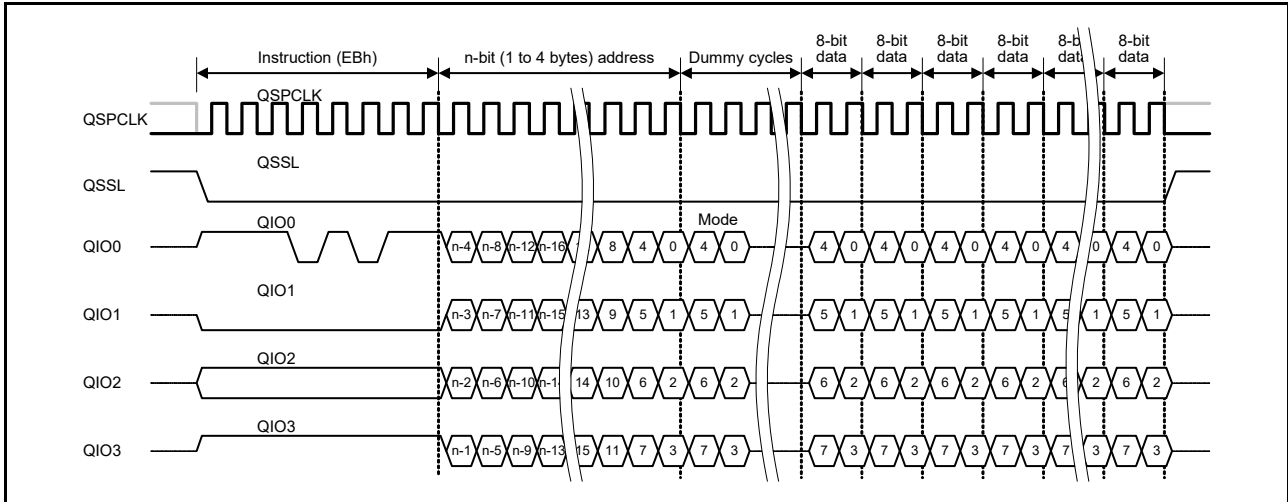 8-bit data 8-bit data 8-bit data 8-bit data 8-bit data 8-bit data
Instruction (EBh) n-bit (1 to 4 bytes) address Dummy cycles
QSPCLK
QSPCLK
QSSL
QSSL
QIO0
Mode
QIO0 n-4 n-8 n-12 n-16 8 4 0 4 0 4 0 4 0 4 0 4 0 4 0 4 0
QIO1
QIO1 n-3 n-7 n-11 n-15 13 9 5 1 5 1 5 1 5 1 5 1 5 1 5 1 5 1
QIO2
QIO2 n-2 n-6 n-10 n-14 14 10 6 2 6 2 6 2 6 2 6 2 6 2 6 2 6 2
QIO3
QIO3 n-1 n-5 n-9 n-13 15 11 7 3 7 3 7 3 7 3 7 3 7 3 7 3 7 3